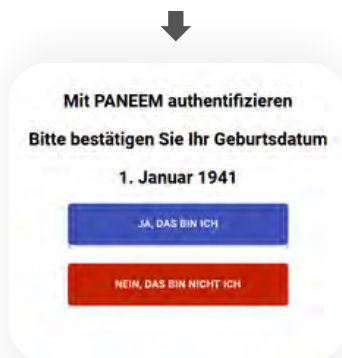 Mit PANEEM authentifizieren
Bitte bestätigen Sie Ihr Geburtsdatum
1. Januar 1941
JA, DAS BIN ICH
NEIN, DAS BIN NICHT ICH